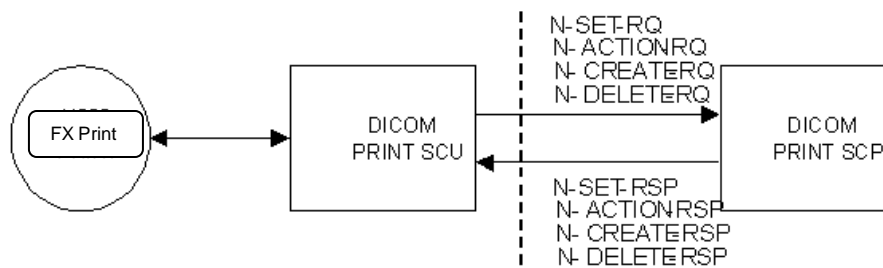 N-SET-RQ
N- ACTIONRQ
N- CREATERQ
N- DELETERQ
FX Print
DICOM
PRINT SCU
DICOM
PRINT SCP
N-SET-RSP
N- ACTIONRSP
N- CREATERSP
N- DELETERSP